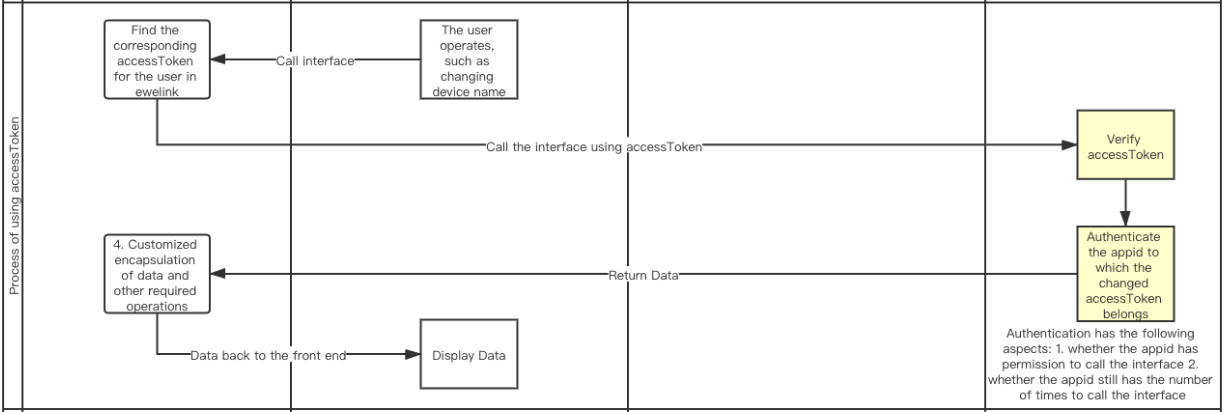 Process of using accessToken
Find the
corresponding
accessToken
for the user in
ewelink
Call interface
The user
operates,
such as
changing
device name
Call the interface using accessToken
Verify
accessToken
Authenticate
the appid to
which the
changed
accessToken
belongs
Authentication has the following
aspects: 1. whether the appid has
permission to call the interface 2.
whether the appid still has the number
of times to call the interface
Return Data
4. Customized
encapsulation
of data and
other required
operations
Data back to the front end
Display Data